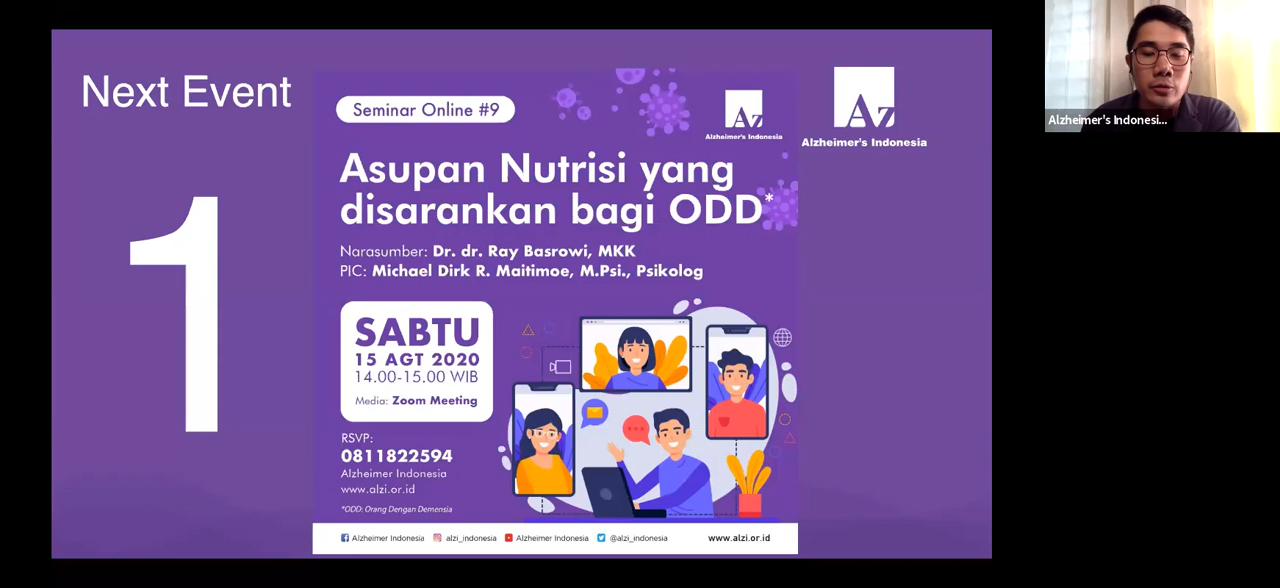 Next Event
1
Seminar Online #9
Az
Alzheimer's Indonesia
Az
Alzheimer's Indonesia
Asupan Nutrisi yang
disarankan bagi ODD*
Narasumber: Dr. dr. Ray Basrowi, MKK
PIC: Michael Dirk R. Maitimoe, M.Psi., Psikolog
SABTU
15 AGT 2020
14.00-15.00 WIB
Media: Zoom Meeting
RSVP:
0811822594
Alzheimer Indonesia
www.alzi.or.id
*ODD: Orang Dengan Demensia
Alzheimer Indonesia alzi_indonesia Alzheimer Indonesia @alzi_indonesia www.alzi.or.id
Alzheimer's Indonesi...